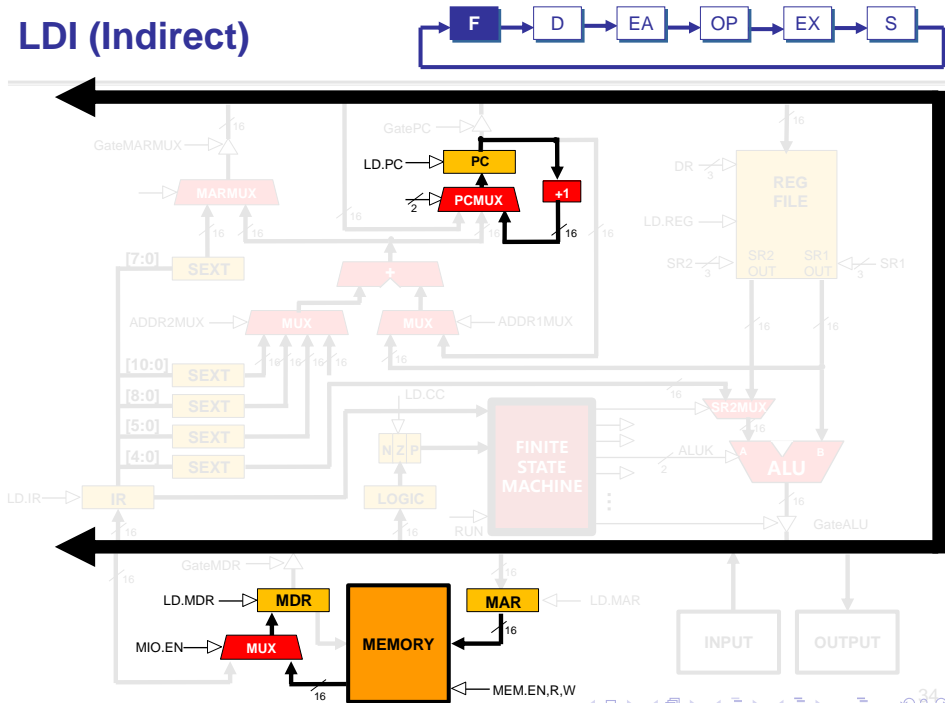 LDI (Indirect)
F D EA OP EX S
16 16
GatePC
GateMARMUX
LD.PC PC
DR 3
REG
FILE
MARMUX
2 PCMUX +1
LD.REG
16 16 16 16 16 16
[7:0] SEXT
SR2 3 SR2 OUT SR1 OUT 3 SR1
+
ADDR2MUX MUX MUX ADDR1MUX
16 16
16 16 16 16 16
[10:0] SEXT
LD.CC 16
[8:0] SEXT
SR2MUX
[5:0] SEXT
16
N Z P
FINITE
STATE
MACHINE
ALUK
2
A B
ALU
[4:0] SEXT
LD.IR IR LOGIC
16
16 16 RUN GateALU
GateMDR
16 16
LD.MDR MDR MAR LD.MAR
16
MIO.EN MUX MEMORY INPUT OUTPUT
16 MEM.EN,R,W
34